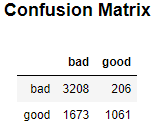 Confusion Matrix
bad good
bad 3208 206
good 1673 1061